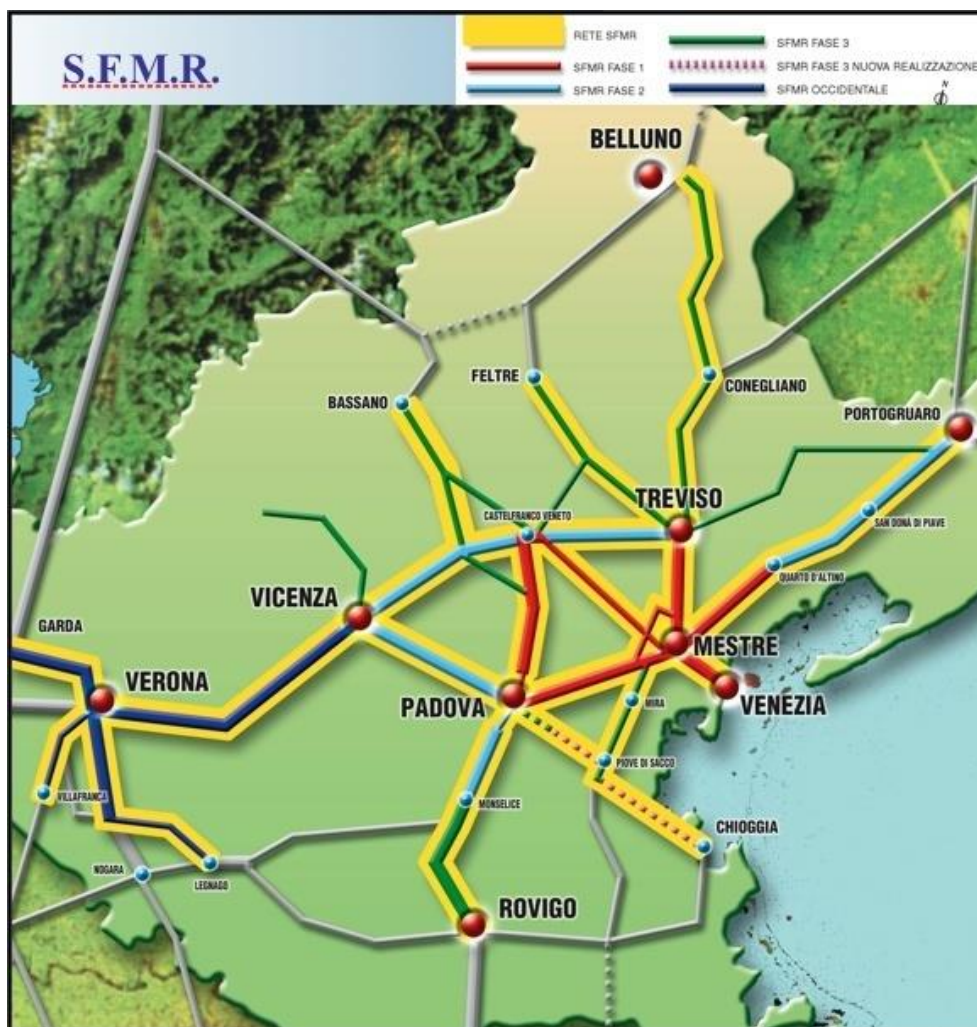 S.F.M.R.
RETE SFMR
SFMR FASE 1
SFMR FASE 2
SFMR FASE 3
SFMR FASE 3 NUOVA REALIZZAZIONE
SFMR OCCIDENTALE
N
BELLUNO
FELTRE
CONEGLIANO
BASSANO
PORTOGRUARO
TREVISO
CASTELFRANCO VENETO
SAN DONÀ DI PIAVE
QUARTO D'ALTINO
VICENZA
GARDA
MESTRE
VERONA
PADOVA
VENEZIA
MIRA
PIOVE DI SACCO
VILLAFRANCA
MONSELICE
CHIOGGIA
NOGARA
LEGNAGO
ROVIGO